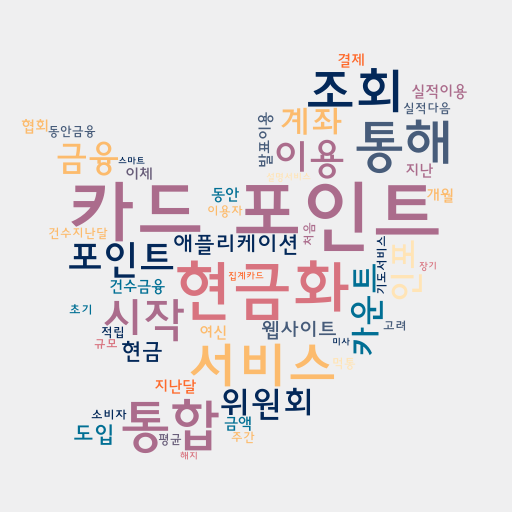 결제
조회
실적이용
실적다음
계좌
협회
동안금융
발표이용
통해
금융
스마트
이체
이용
지난
카드 포인트
동안
개월
이용자
건수지난달
처음
애플리케이션
포인트
기도서비스
인포
장기
현금화
집계카드
건수금융
카운트
시작
초기
적립
여신
웹사이트
고려
규모
현금
미사
서비스
지난달
위원회
소비자
통합
금액
도입
평균
주간
해지